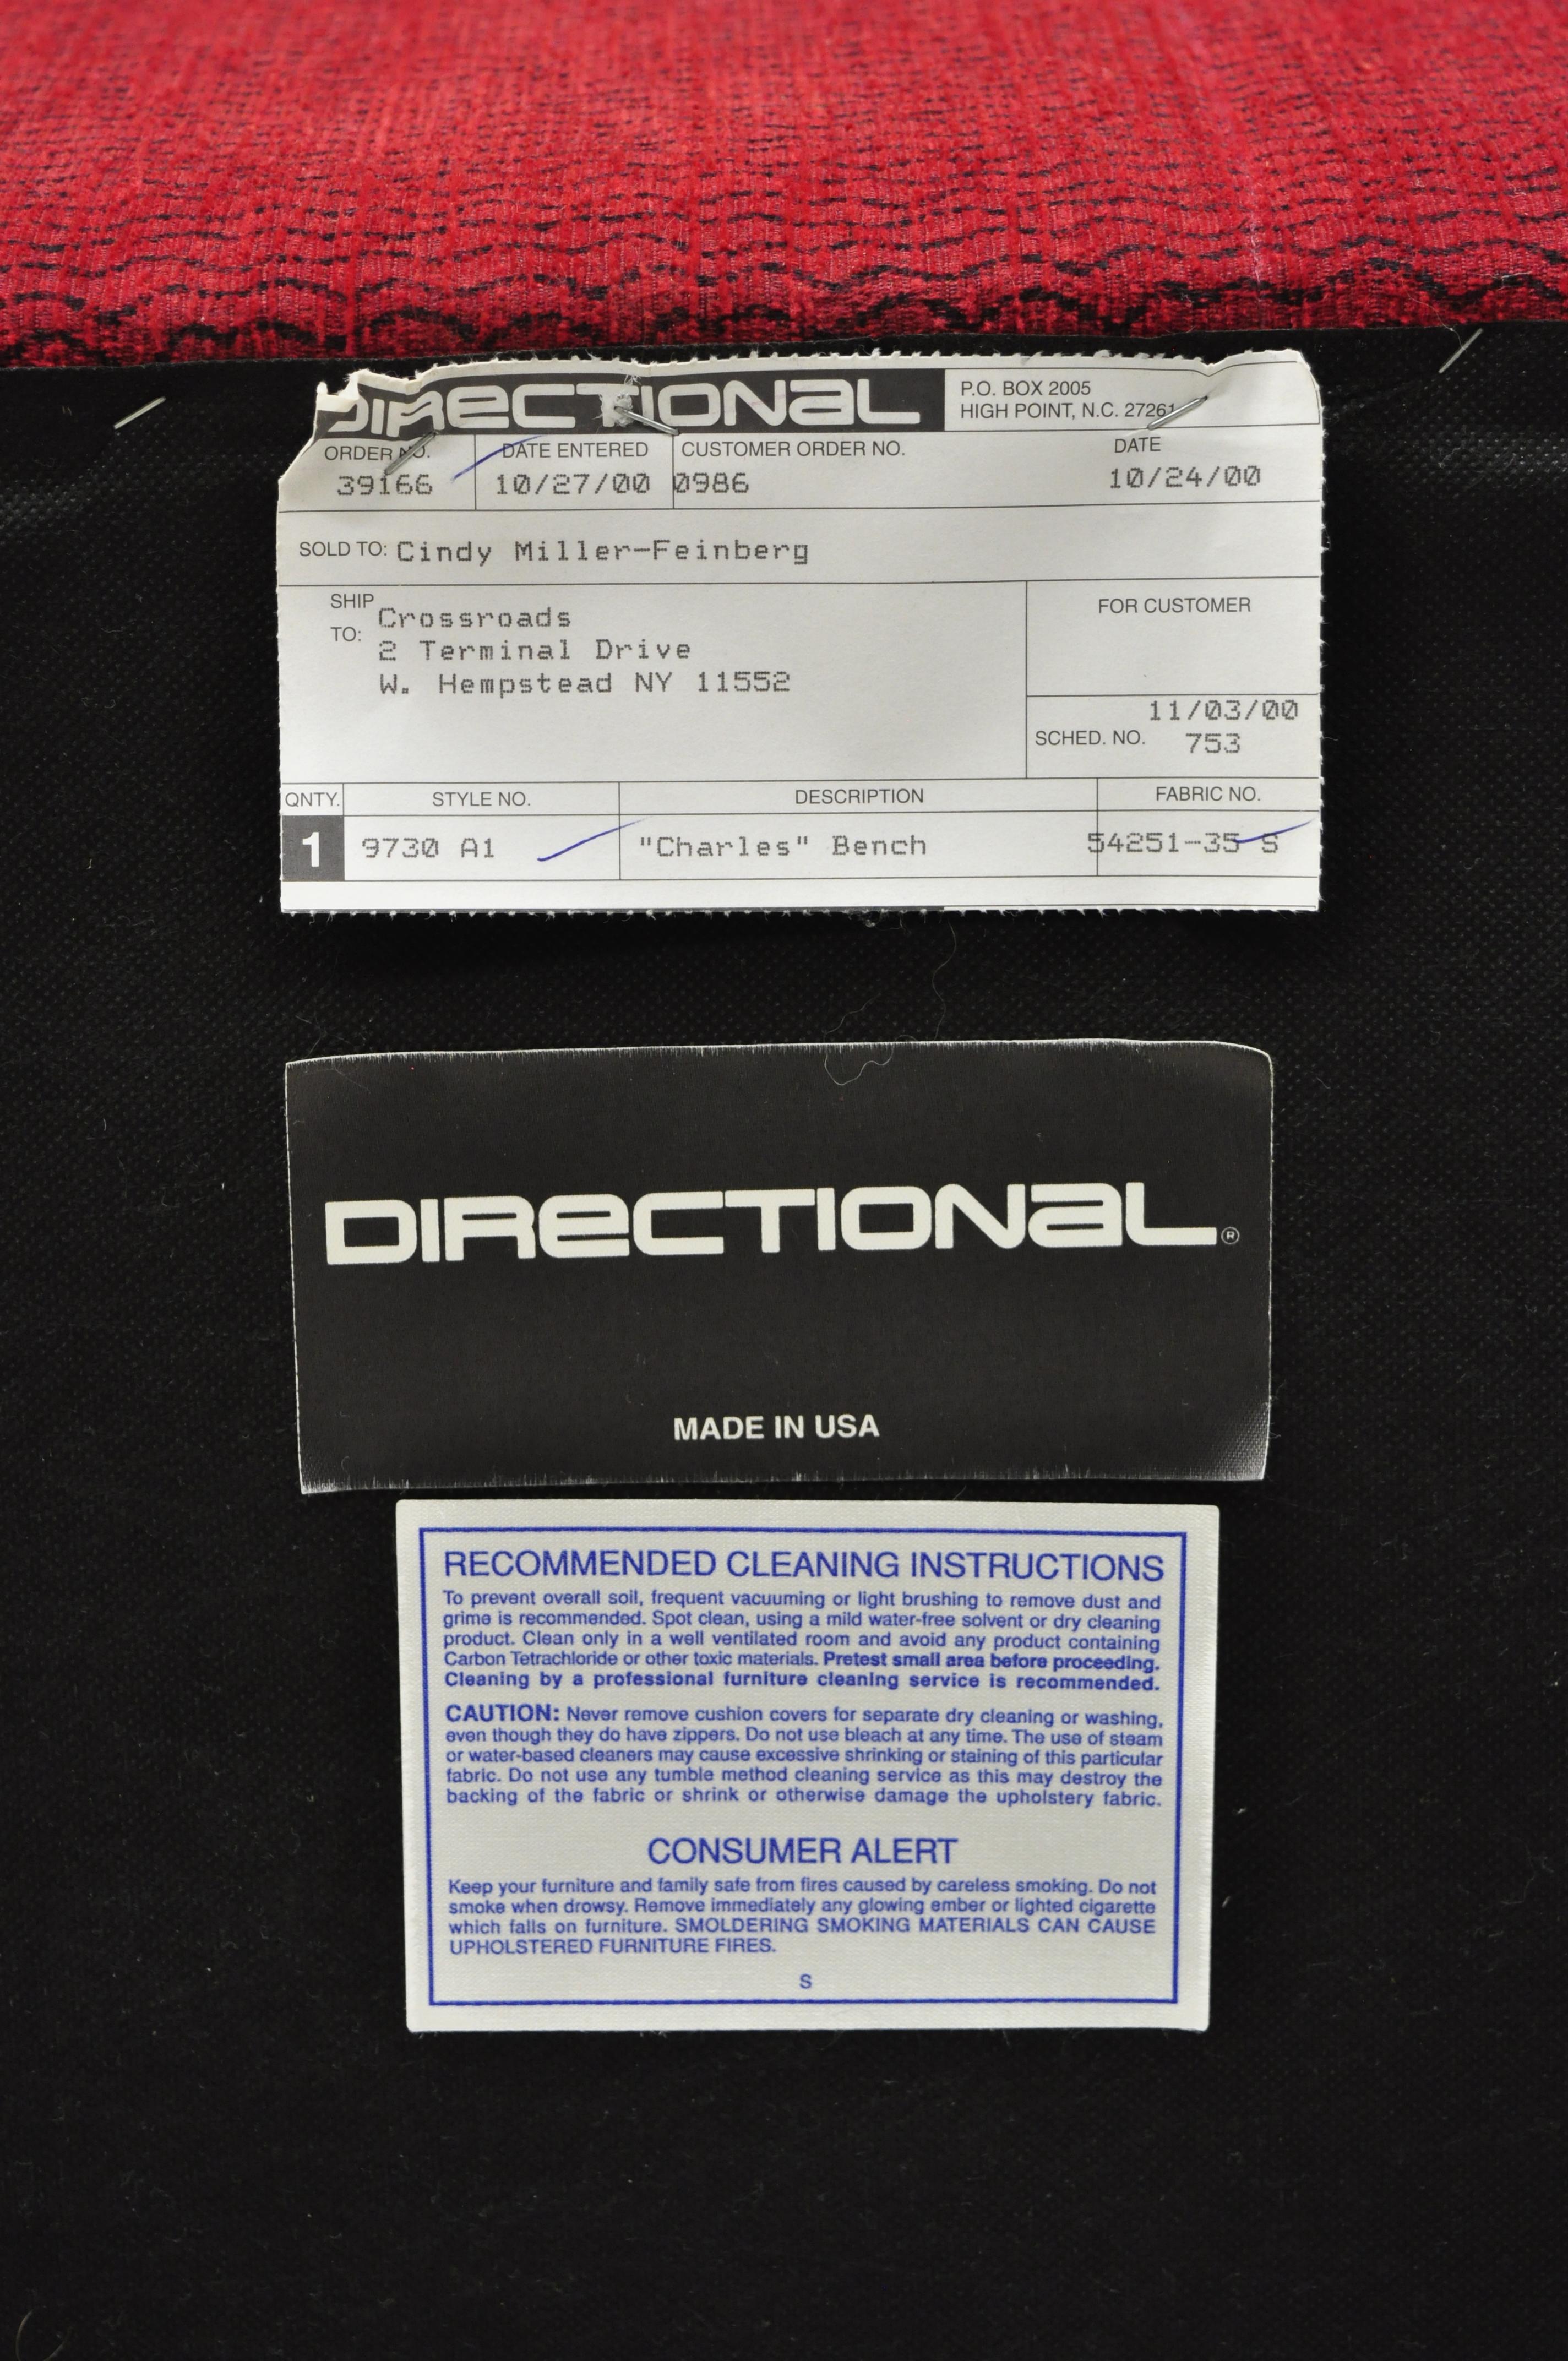 DIRECTIONAL P.O. BOX 2005
HIGH POINT, N.C. 27261
ORDER NO. DATE ENTERED CUSTOMER ORDER NO. DATE
39166 10/27/00 0986 10/24/00
SOLD TO: Cindy Miller-Feinberg
SHIP TO: Crossroads
2 Terminal Drive
W. Hempstead NY 11552
FOR CUSTOMER
11/03/00
SCHED. NO. 753
QNTY. STYLE NO. DESCRIPTION FABRIC NO.
1 9730 A1 "Charles" Bench 54251-35 S
DIRECTIONAL®
MADE IN USA
RECOMMENDED CLEANING INSTRUCTIONS
To prevent overall soil, frequent vacuuming or light brushing to remove dust and
grime is recommended. Spot clean, using a mild water-free solvent or dry cleaning
product. Clean only in a well ventilated room and avoid any product containing
Carbon Tetrachloride or other toxic materials. Pretest small area before proceeding.
Cleaning by a professional furniture cleaning service is recommended.
CAUTION: Never remove cushion covers for separate dry cleaning or washing,
even though they do have zippers. Do not use bleach at any time. The use of steam
or water-based cleaners may cause excessive shrinking or staining of this particular
fabric. Do not use any tumble method cleaning service as this may destroy the
backing of the fabric or shrink or otherwise damage the upholstery fabric.
CONSUMER ALERT
Keep your furniture and family safe from fires caused by careless smoking. Do not
smoke when drowsy. Remove immediately any glowing ember or lighted cigarette
which falls on furniture. SMOLDERING SMOKING MATERIALS CAN CAUSE
UPHOLSTERED FURNITURE FIRES.
S